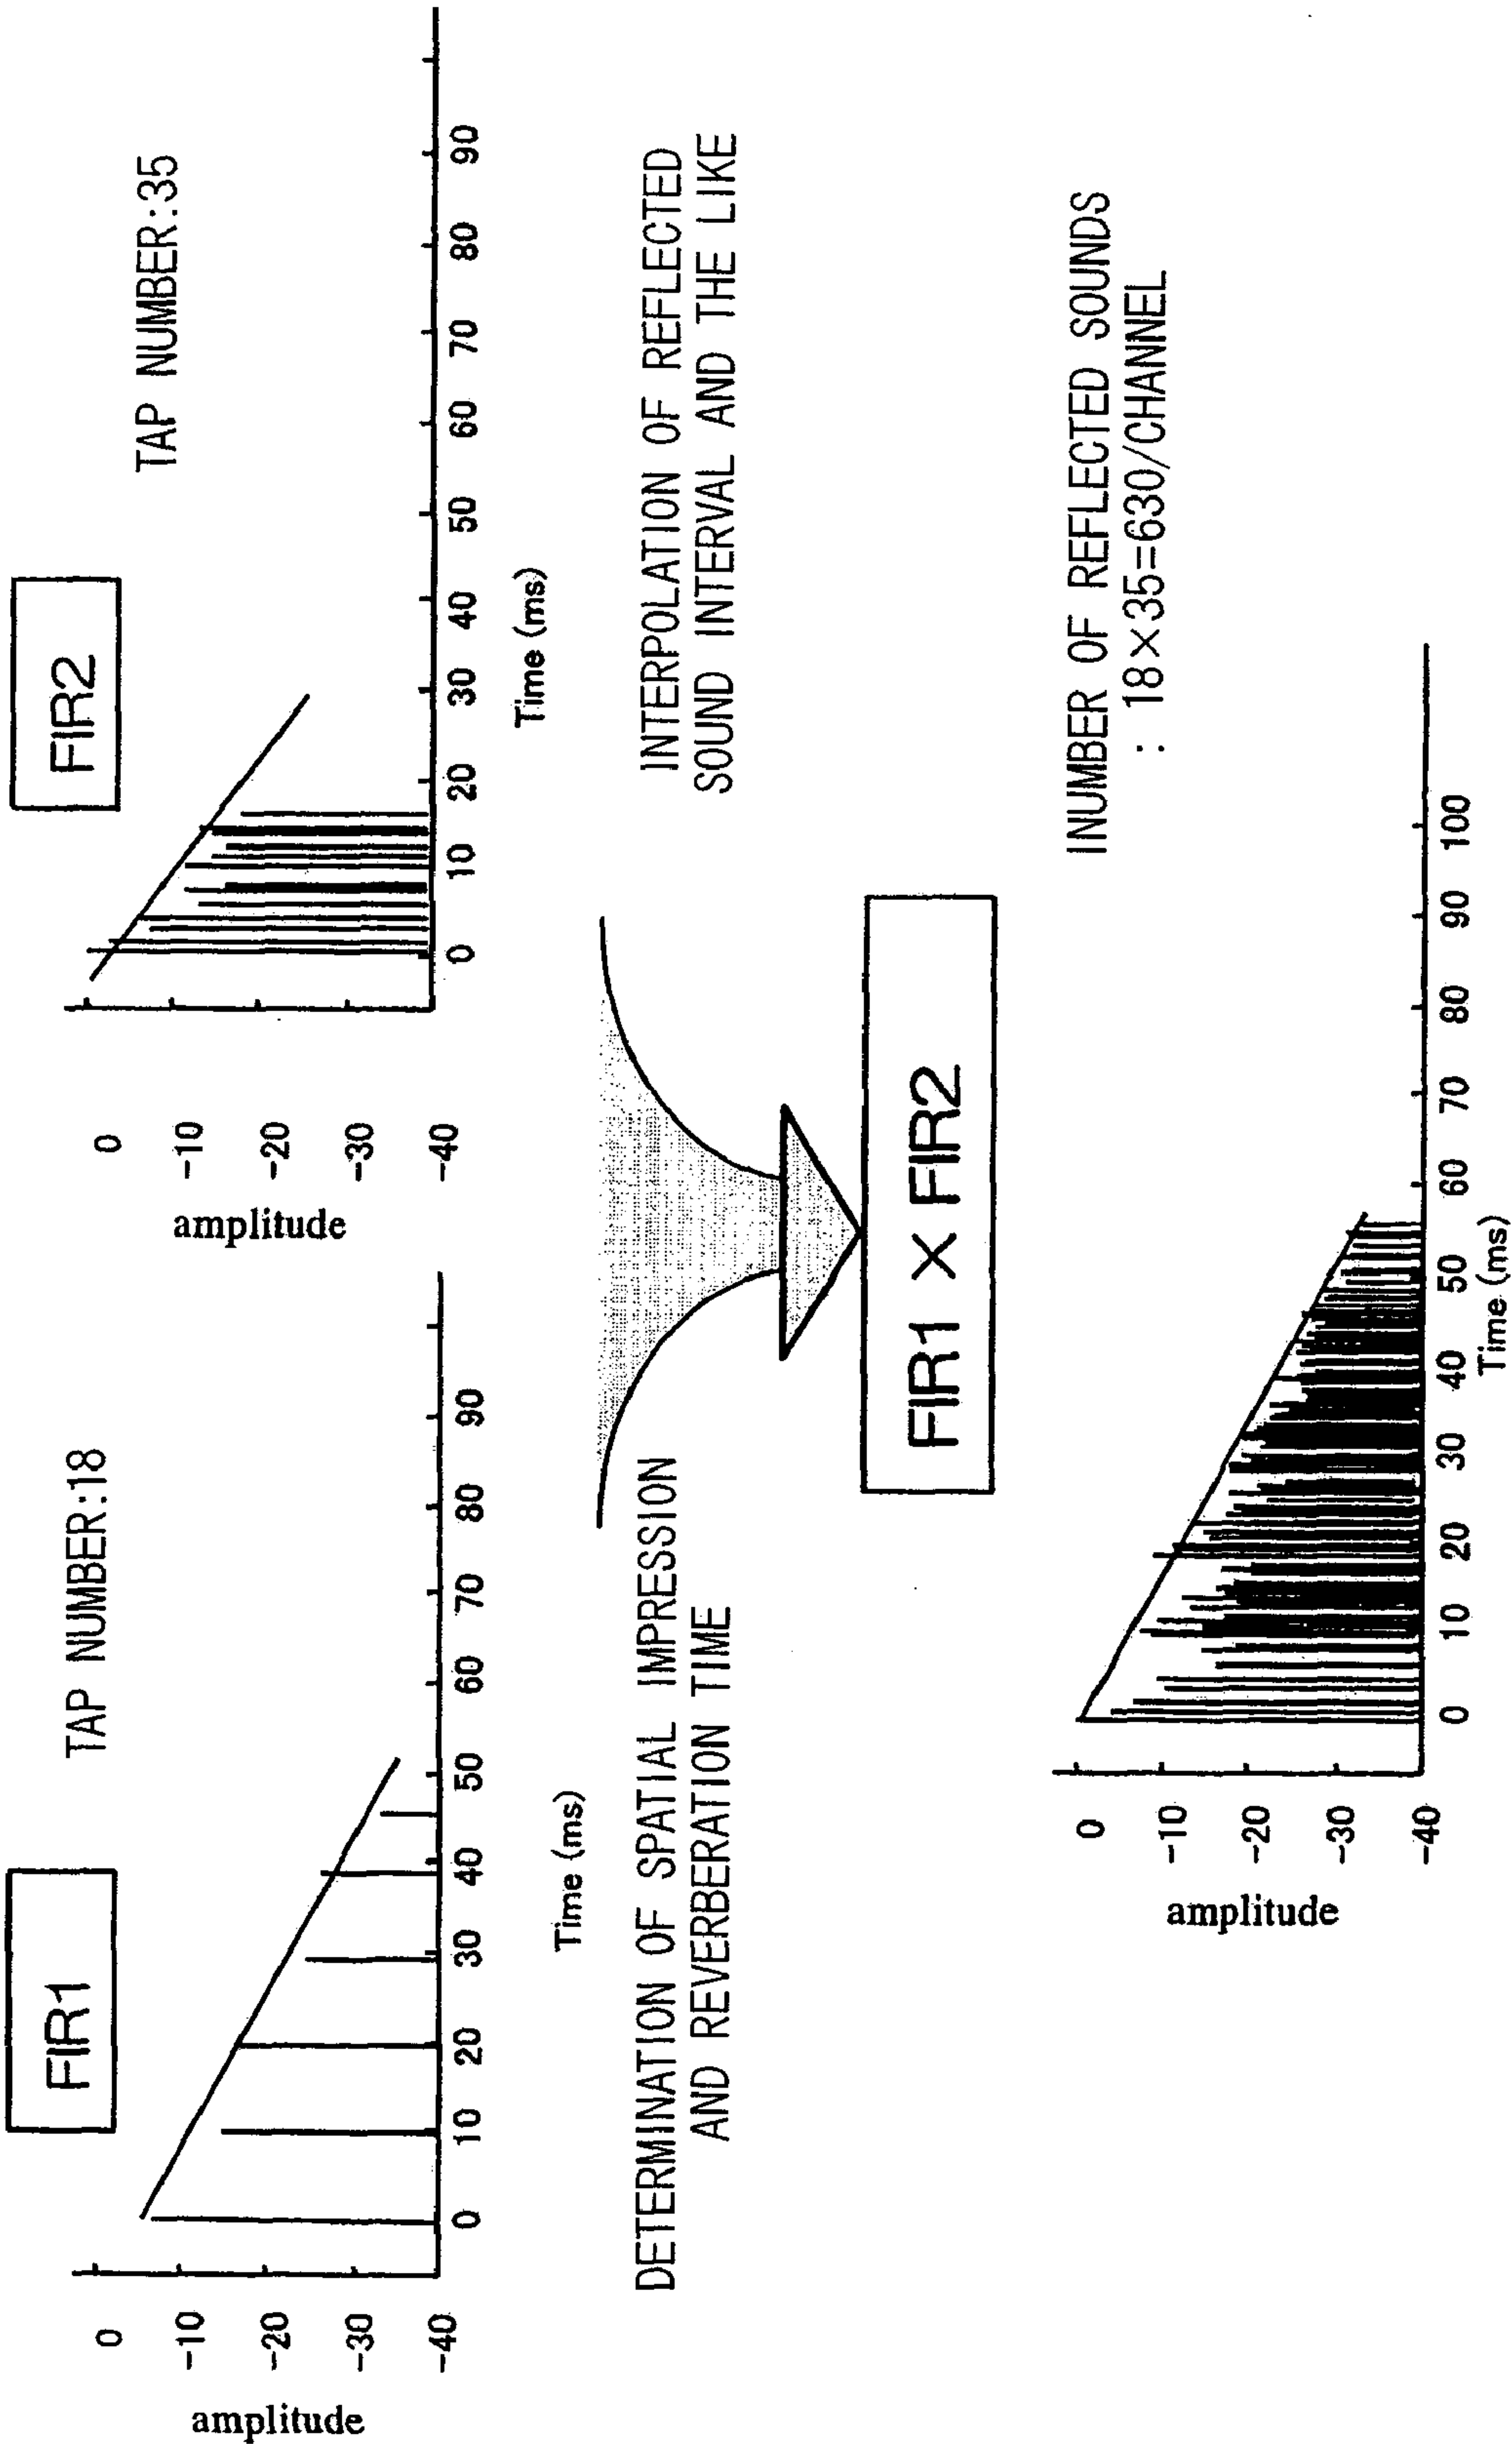 FIR1
TAP NUMBER:18
amplitude
0
-10
-20
-30
-40
0 10 20 30 40 50 60 70 80 90
Time (ms)
DETERMINATION OF SPATIAL IMPRESSION
AND REVERBERATION TIME
FIR2
TAP NUMBER:35
amplitude
0
-10
-20
-30
-40
0 10 20 30 40 50 60 70 80 90
Time (ms)
INTERPOLATION OF REFLECTED
SOUND INTERVAL AND THE LIKE
FIR1 × FIR2
INUMBER OF REFLECTED SOUNDS
: 18×35=630/CHANNEL
amplitude
0
-10
-20
-30
-40
0 10 20 30 40 50 60 70 80 90 100
Time (ms)